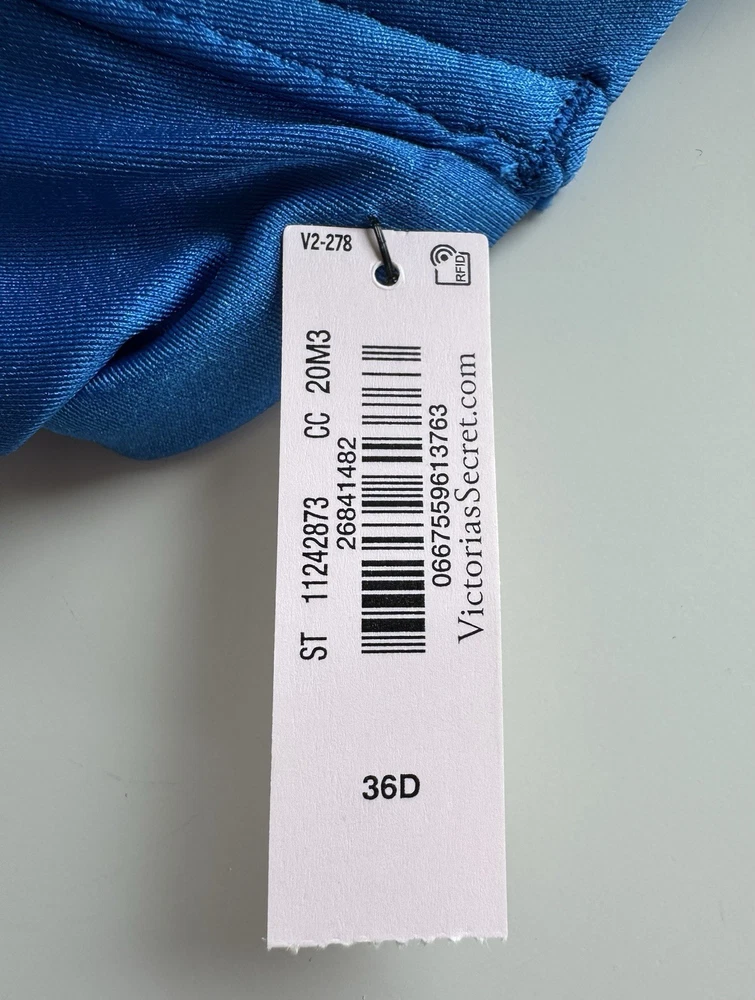 V2-278
RFID
ST 11242873 CC 20M3
26841482
0667559613763
VictoriasSecret.com
36D